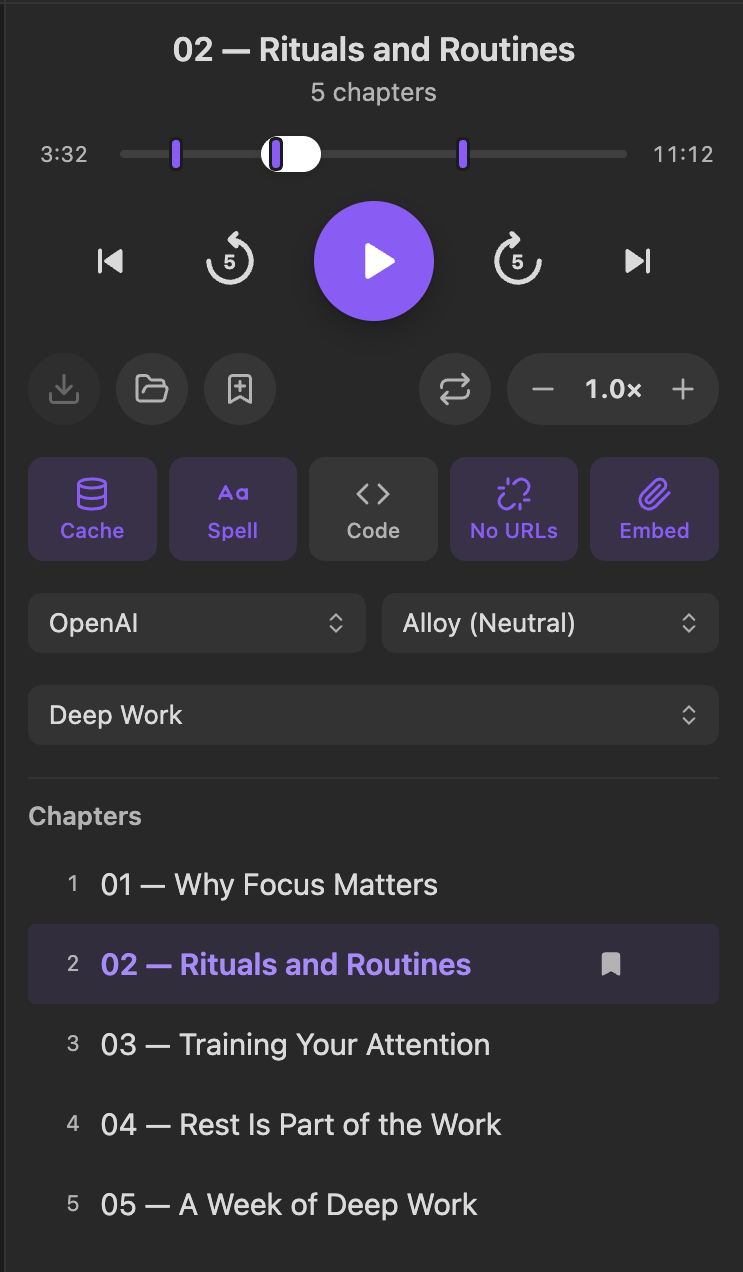 02 — Rituals and Routines
5 chapters
3:32
11:12
5
5
1.0×
Cache
Aa
Spell
Code
No URLs
Embed
OpenAI
Alloy (Neutral)
Deep Work
Chapters
1 01 — Why Focus Matters
2 02 — Rituals and Routines
3 03 — Training Your Attention
4 04 — Rest Is Part of the Work
5 05 — A Week of Deep Work